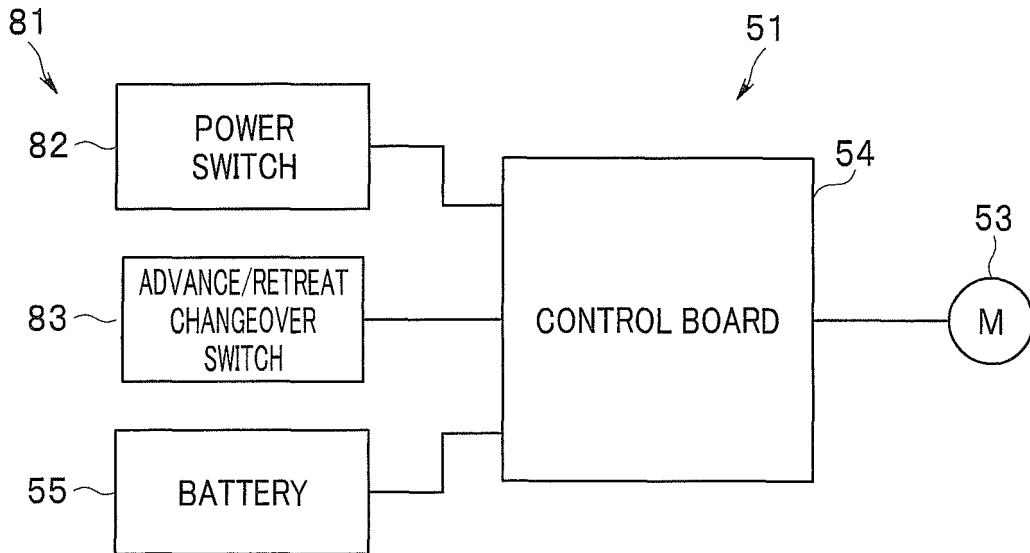 81
51
82
POWER
SWITCH
54
53
83
ADVANCE/RETREAT
CHANGEOVER
SWITCH
CONTROL BOARD
M
55
BATTERY